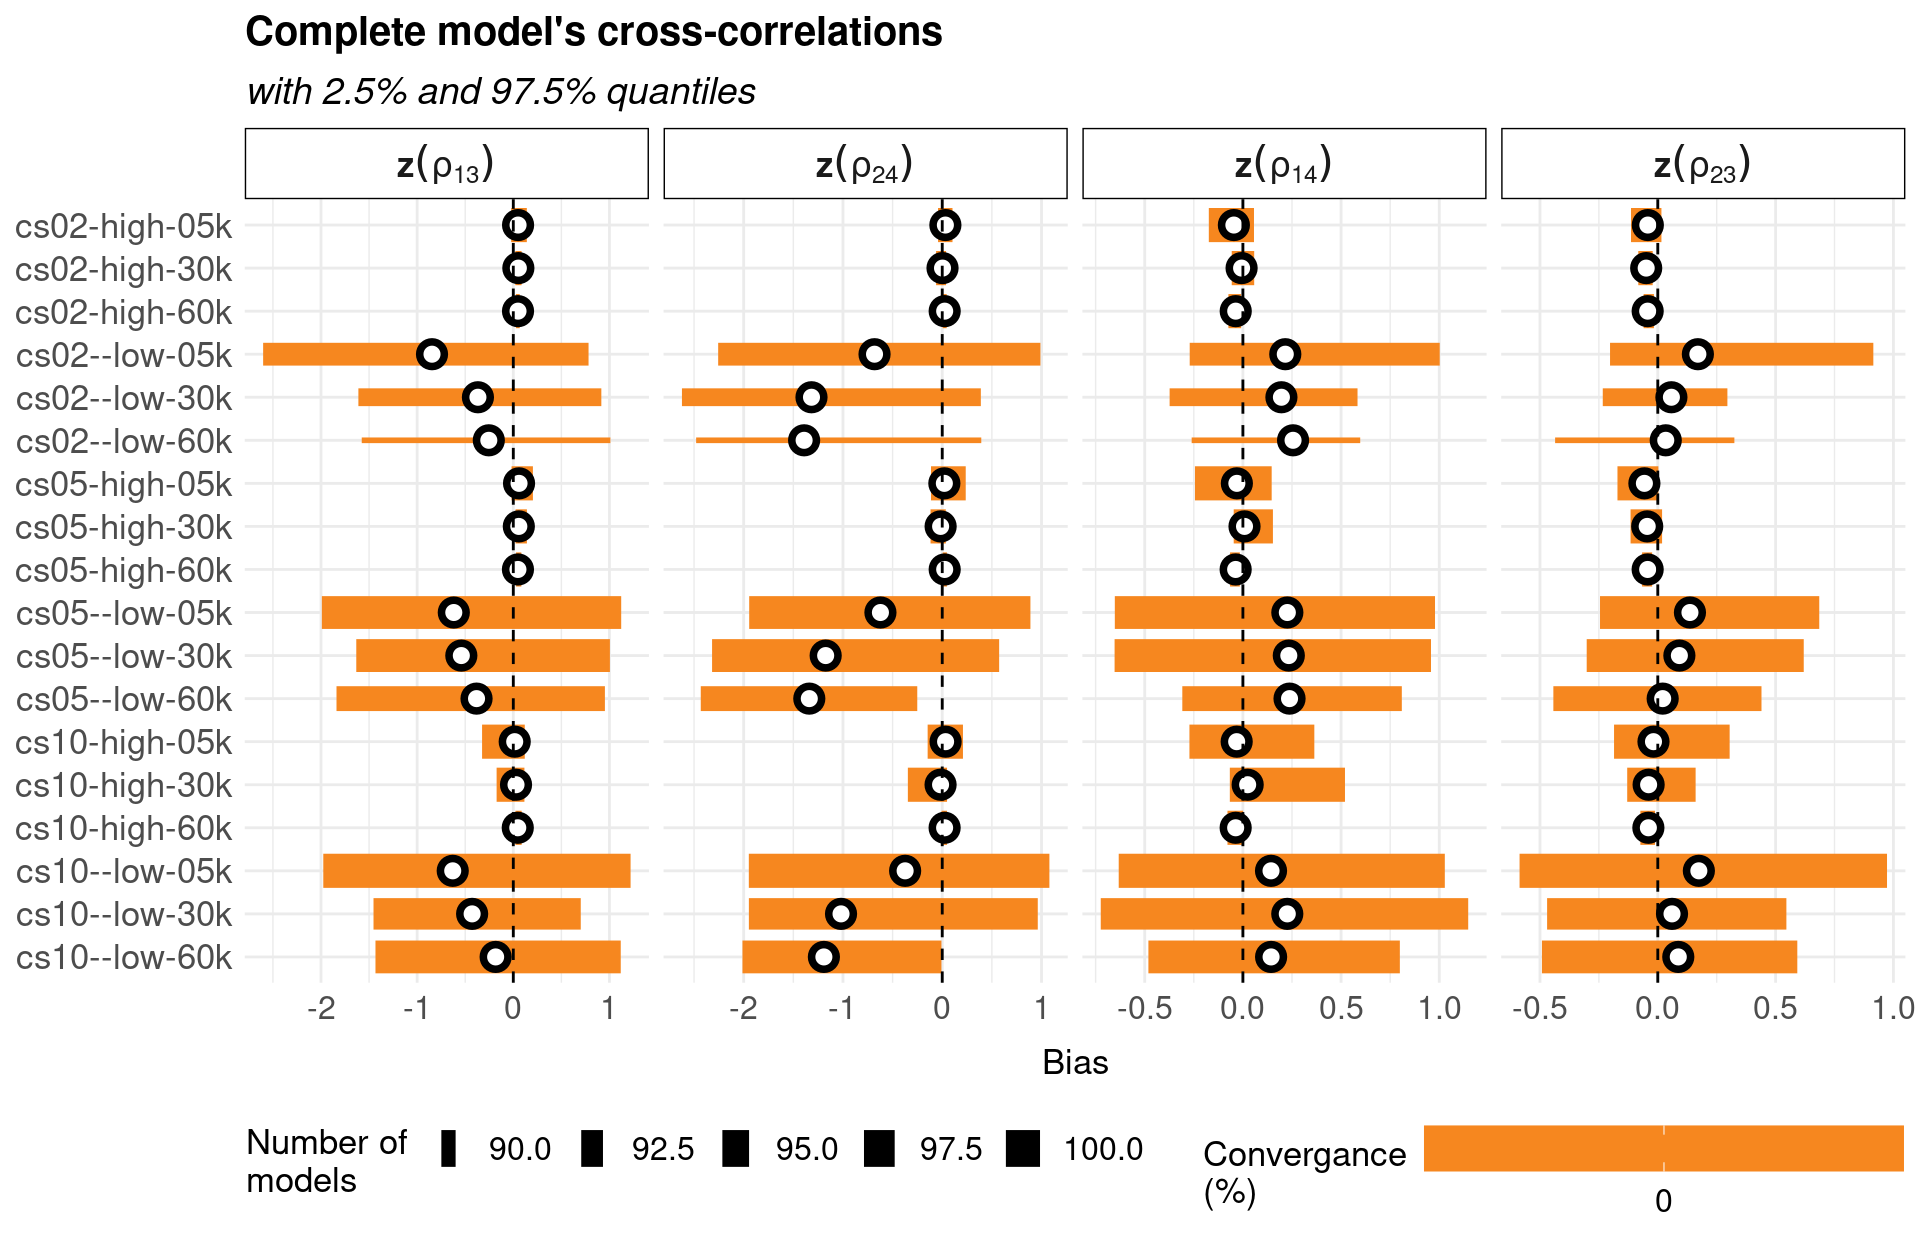 Complete model's cross-correlations
with 2.5% and 97.5% quantiles
z(ρ13) z(ρ24) z(ρ14) z(ρ23)
cs02-high-05k
cs02-high-30k
cs02-high-60k
cs02--low-05k
cs02--low-30k
cs02--low-60k
cs05-high-05k
cs05-high-30k
cs05-high-60k
cs05--low-05k
cs05--low-30k
cs05--low-60k
cs10-high-05k
cs10-high-30k
cs10-high-60k
cs10--low-05k
cs10--low-30k
cs10--low-60k
-2 -1 0 1 -2 -1 0 1 -0.5 0.0 0.5 1.0 -0.5 0.0 0.5 1.0
Bias
Number of
models
90.0 92.5 95.0 97.5 100.0
Convergance
(%)
0